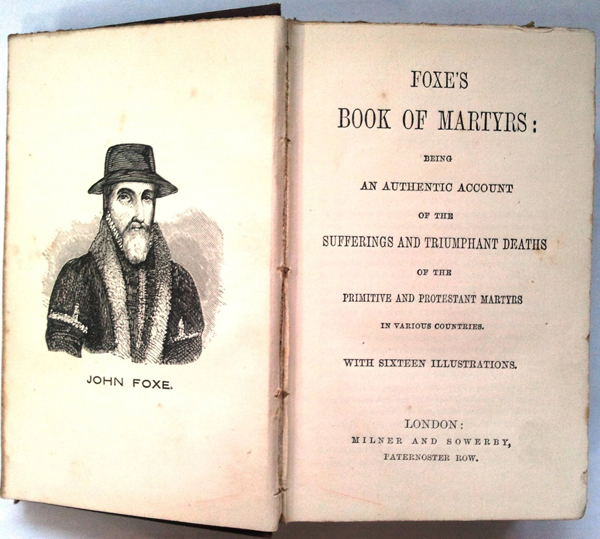 JOHN FOXE.
FOXE'S
BOOK OF MARTYRS:
BEING
AN AUTHENTIC ACCOUNT
OF THE
SUFFERINGS AND TRIUMPHANT DEATHS
OF THE
PRIMITIVE AND PROTESTANT MARTYRS
IN VARIOUS COUNTRIES.
WITH SIXTEEN ILLUSTRATIONS.
LONDON:
MILNER AND SOWERBY,
PATERNOSTER ROW.